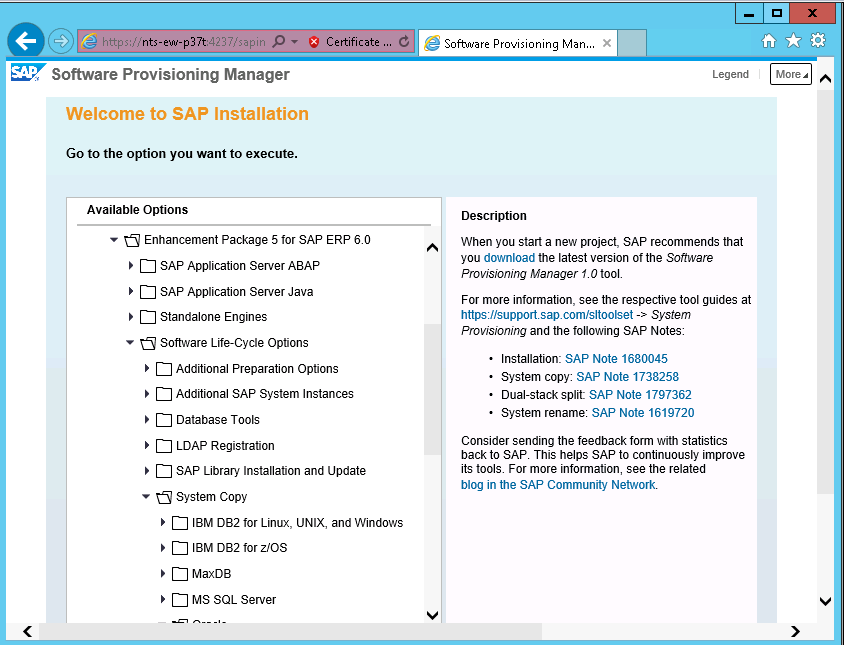 https://nts-ew-p37t:4237/sapin
Certificate ...
Software Provisioning Man...
SAP
Software Provisioning Manager
Legend
More
Welcome to SAP Installation
Go to the option you want to execute.
Available Options
Enhancement Package 5 for SAP ERP 6.0
SAP Application Server ABAP
SAP Application Server Java
Standalone Engines
Software Life-Cycle Options
Additional Preparation Options
Additional SAP System Instances
Database Tools
LDAP Registration
SAP Library Installation and Update
System Copy
IBM DB2 for Linux, UNIX, and Windows
IBM DB2 for z/OS
MaxDB
MS SQL Server
Oracle
Description
When you start a new project, SAP recommends that
you download the latest version of the Software
Provisioning Manager 1.0 tool.
For more information, see the respective tool guides at
https://support.sap.com/sltoolset -> System
Provisioning and the following SAP Notes:
• Installation: SAP Note 1680045
• System copy: SAP Note 1738258
• Dual-stack split: SAP Note 1797362
• System rename: SAP Note 1619720
Consider sending the feedback form with statistics
back to SAP. This helps SAP to continuously improve
its tools. For more information, see the related
blog in the SAP Community Network.